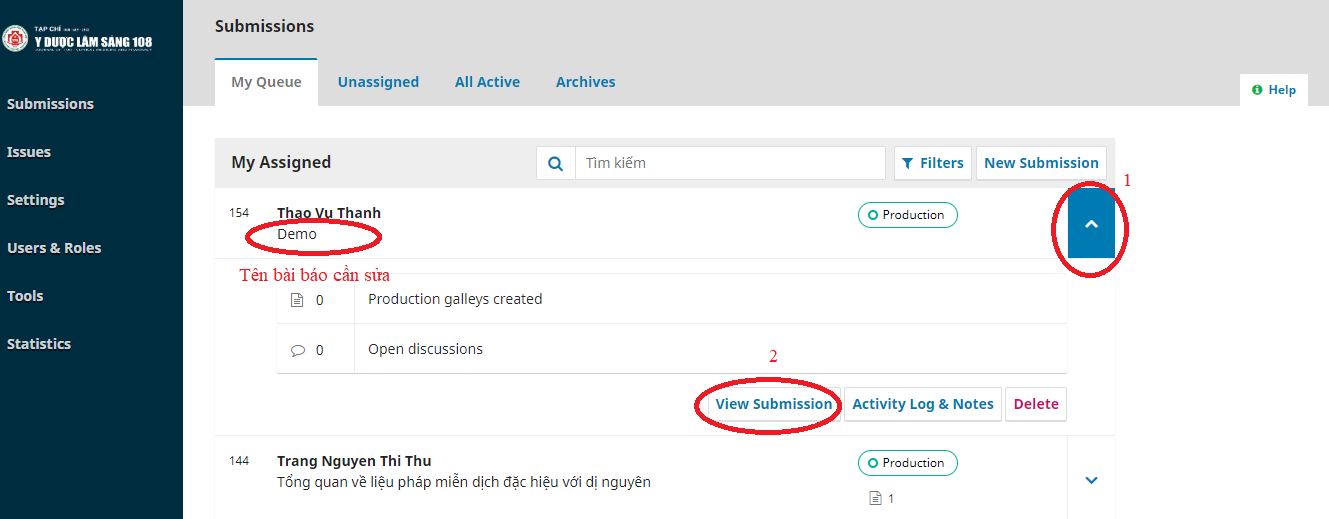 Submissions
TẠP CHÍ
Y DƯỢC LÂM SÀNG 108
My Queue
Unassigned
All Active
Archives
Help
Submissions
Issues
Settings
Users & Roles
Tools
Statistics
My Assigned
Tìm kiếm
Filters
New Submission
1
154
Thao Vu Thanh
Production
Demo
Tên bài báo cần sửa
0 Production galleys created
0 Open discussions
2
View Submission
Activity Log & Notes
Delete
144
Trang Nguyen Thi Thu
Production
Tổng quan về liệu pháp miễn dịch đặc hiệu với dị nguyên
1